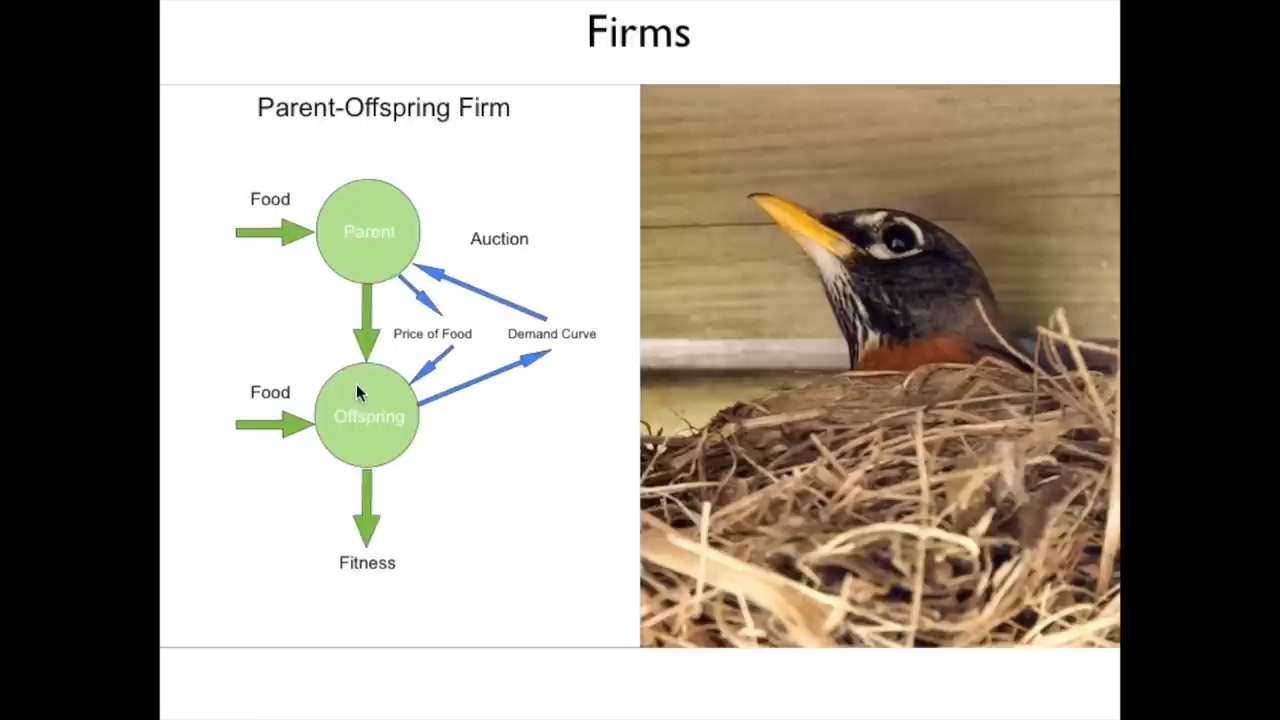 Firms
Parent-Offspring Firm
Food
Parent
Auction
Price of Food
Demand Curve
Food
Offspring
Fitness